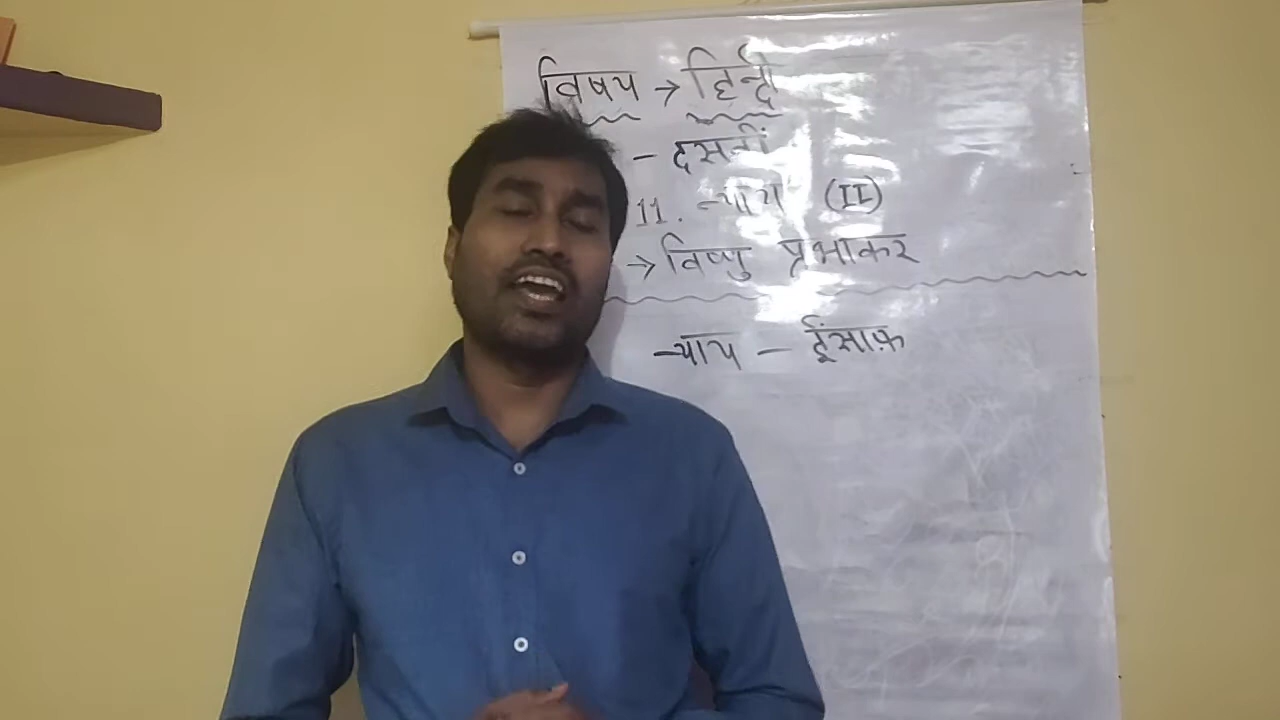 विषय → हिन्दी
- दसवीं
11. न्याय (II)
→ विष्णु प्रभाकर
न्याय - ईंसाफ़